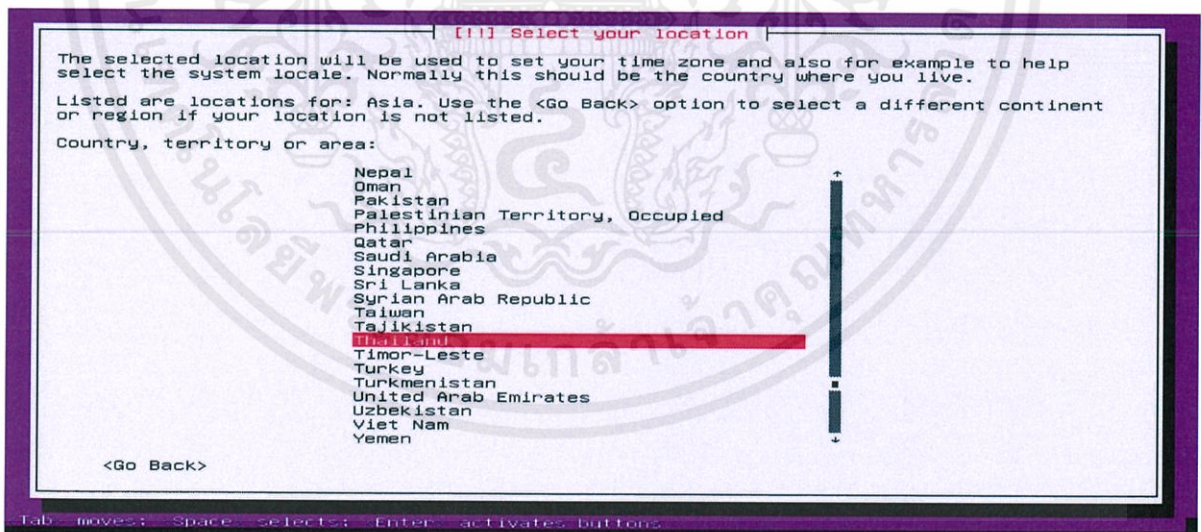 [!!] Select your location
The selected location will be used to set your time zone and also for example to help
select the system locale. Normally this should be the country where you live.
Listed are locations for: Asia. Use the <Go Back> option to select a different continent
or region if your location is not listed.
Country, territory or area:
Nepal
Oman
Pakistan
Palestinian Territory, Occupied
Philippines
Qatar
Saudi Arabia
Singapore
Sri Lanka
Syrian Arab Republic
Taiwan
Tajikistan
Thailand
Timor-Leste
Turkey
Turkmenistan
United Arab Emirates
Uzbekistan
Viet Nam
Yemen
<Go Back>
Tab moves; Space selects; Enter activates buttons